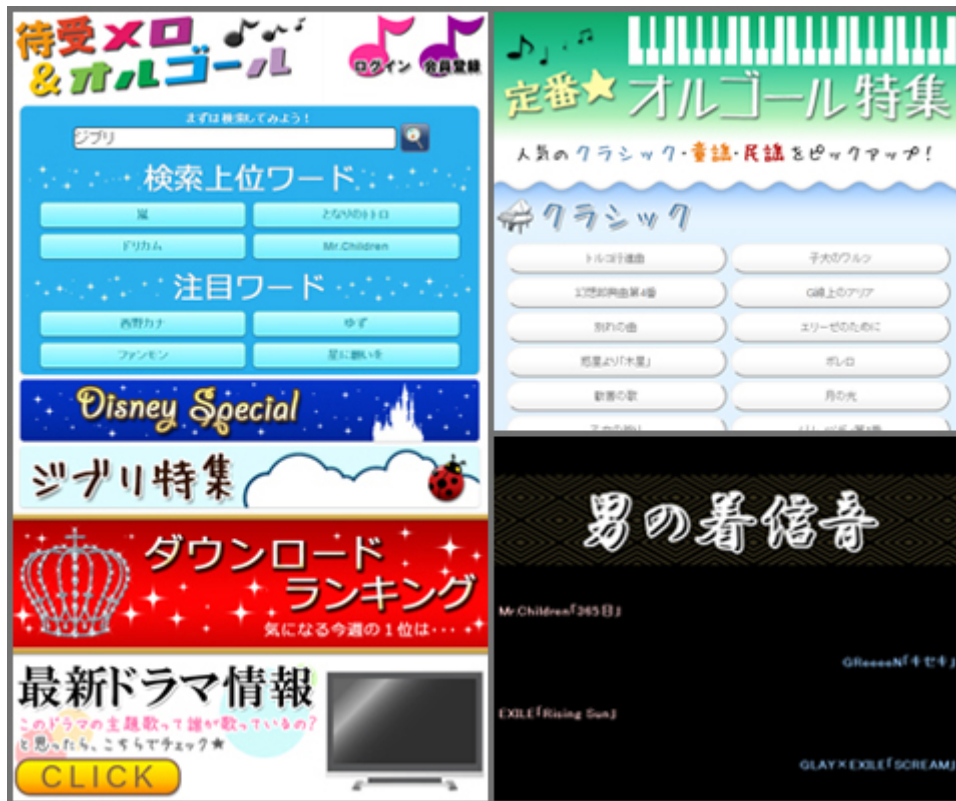 待受メロ
&オルゴール
ログイン 会員登録
まずは検索してみよう!
ジブリ
検索上位ワード
嵐
となりのトトロ
ドリカム
Mr.Children
注目ワード
西野カナ
ゆず
ファンモン
星に願いを
Disney Special
ジブリ特集
ダウンロード
ランキング
気になる今週の1位は・・・
最新ドラマ情報
このドラマの主題歌って誰が歌っているの?
と思ったら、こちらでチェック★
CLICK
定番★オルゴール特集
人気のクラシック・童謡・民謡をピックアップ!
クラシック
トルコ行進曲
子犬のワルツ
幻想即興曲第4番
G線上のアリア
別れの曲
エリーゼのために
惑星より「木星」
ボレロ
歓喜の歌
月の光
男の着信音
Mr.Children「365日」
GReeeeN「キセキ」
EXILE「Rising Sun」
GLAY×EXILE「SCREAM」